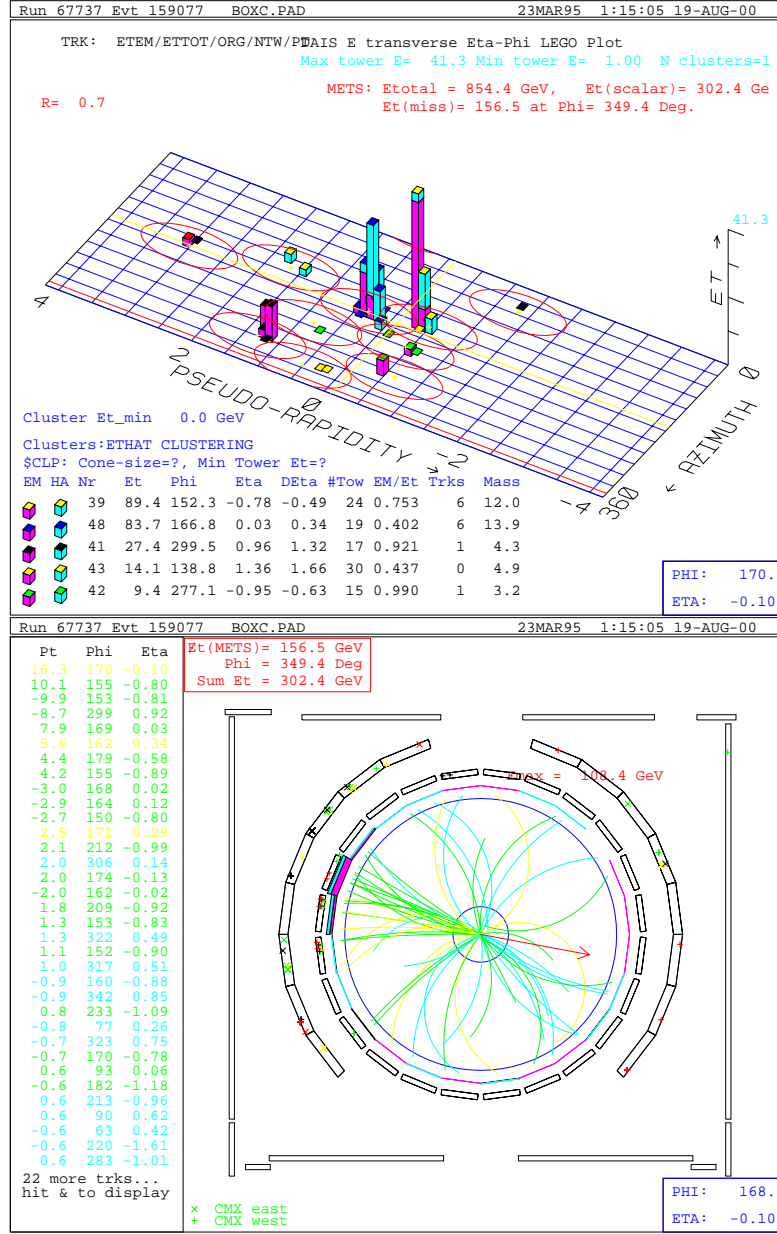 Run 67737 Evt 159077 BOXC.PAD 23MAR95 1:15:05 19-AUG-00
TRK: ETEM/ETTOT/ORG/NTW/PT DAIS E transverse Eta-Phi LEGO Plot
Max tower E= 41.3 Min tower E= 1.00 N clusters=1
METS: Etotal = 854.4 GeV, Et(scalar)= 302.4 Ge
R= 0.7
Et(miss)= 156.5 at Phi= 349.4 Deg.
41.3
ET
4
2
0
-2
-4
PSEUDO-RAPIDITY
0
360
AZIMUTH
Cluster Et_min 0.0 GeV
Clusters:ETHAT CLUSTERING
$CLP: Cone-size=?, Min Tower Et=?
EM HA Nr Et Phi Eta DEta #Tow EM/Et Trks Mass
39 89.4 152.3 -0.78 -0.49 24 0.753 6 12.0
48 83.7 166.8 0.03 0.34 19 0.402 6 13.9
41 27.4 299.5 0.96 1.32 17 0.921 1 4.3
43 14.1 138.8 1.36 1.66 30 0.437 0 4.9
42 9.4 277.1 -0.95 -0.63 15 0.990 1 3.2
PHI: 170.
ETA: -0.10
Run 67737 Evt 159077 BOXC.PAD 23MAR95 1:15:05 19-AUG-00
Pt Phi Eta
16.3 170 -0.10
10.1 155 -0.80
-9.9 153 -0.81
-8.7 299 0.92
7.9 169 0.03
5.6 162 0.34
4.4 179 -0.58
4.2 155 -0.89
-3.0 168 0.02
-2.9 164 0.12
-2.7 150 -0.80
2.5 171 0.29
2.1 212 -0.99
2.0 306 0.14
2.0 174 -0.13
-2.0 162 -0.02
1.8 209 -0.92
1.3 153 -0.83
1.3 322 0.49
1.1 152 -0.90
1.0 317 0.51
-0.9 160 -0.88
-0.9 342 0.85
0.8 233 -1.09
-0.8 77 0.26
-0.7 323 0.75
-0.7 170 -0.78
0.6 93 0.06
-0.6 182 -1.18
0.6 213 -0.96
0.6 90 0.62
-0.6 63 0.42
-0.6 220 -1.61
0.6 283 -1.01
22 more trks...
hit & to display
Et(METS)= 156.5 GeV
Phi = 349.4 Deg
Sum Et = 302.4 GeV
= 108.4 GeV
× CMX east
+ CMX west
PHI: 168.
ETA: -0.10